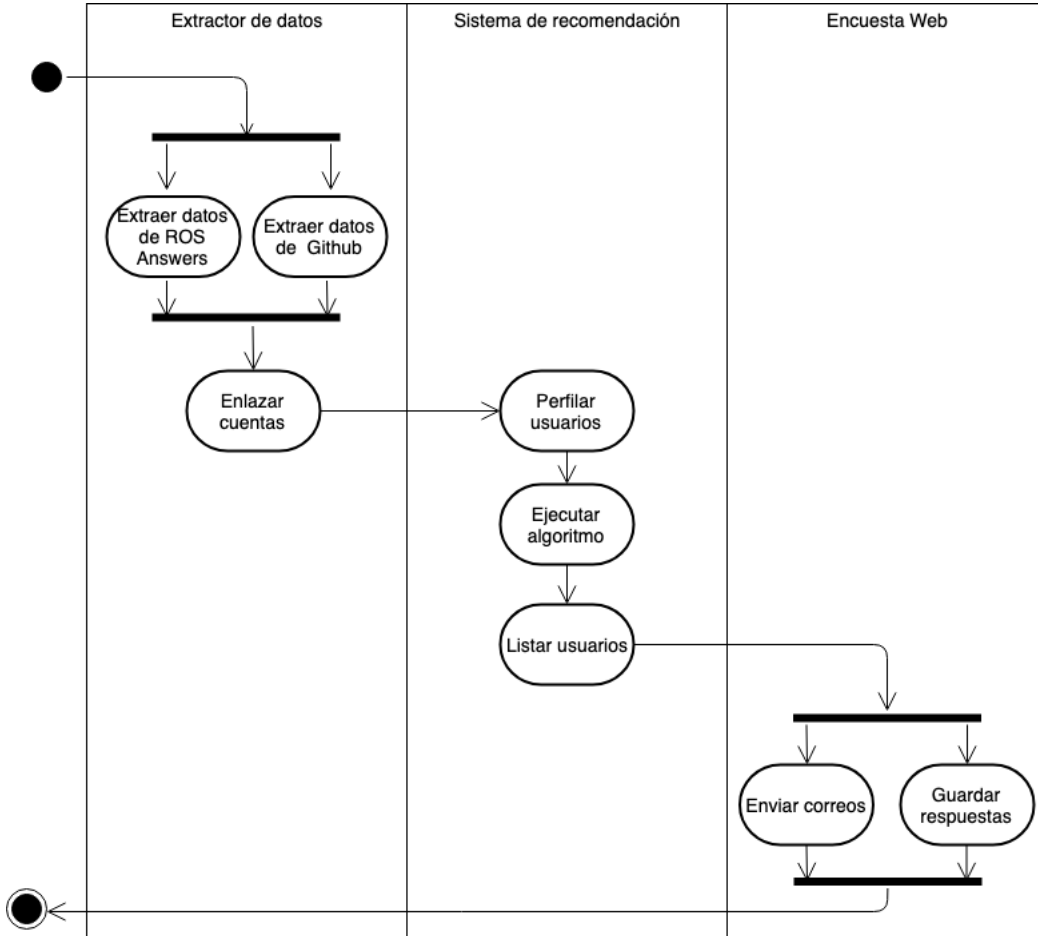 Extractor de datos
Sistema de recomendación
Encuesta Web
Extraer datos
de ROS
Answers
Extraer datos
de Github
Enlazar
cuentas
Perfilar
usuarios
Ejecutar
algoritmo
Listar usuarios
Enviar correos
Guardar
respuestas